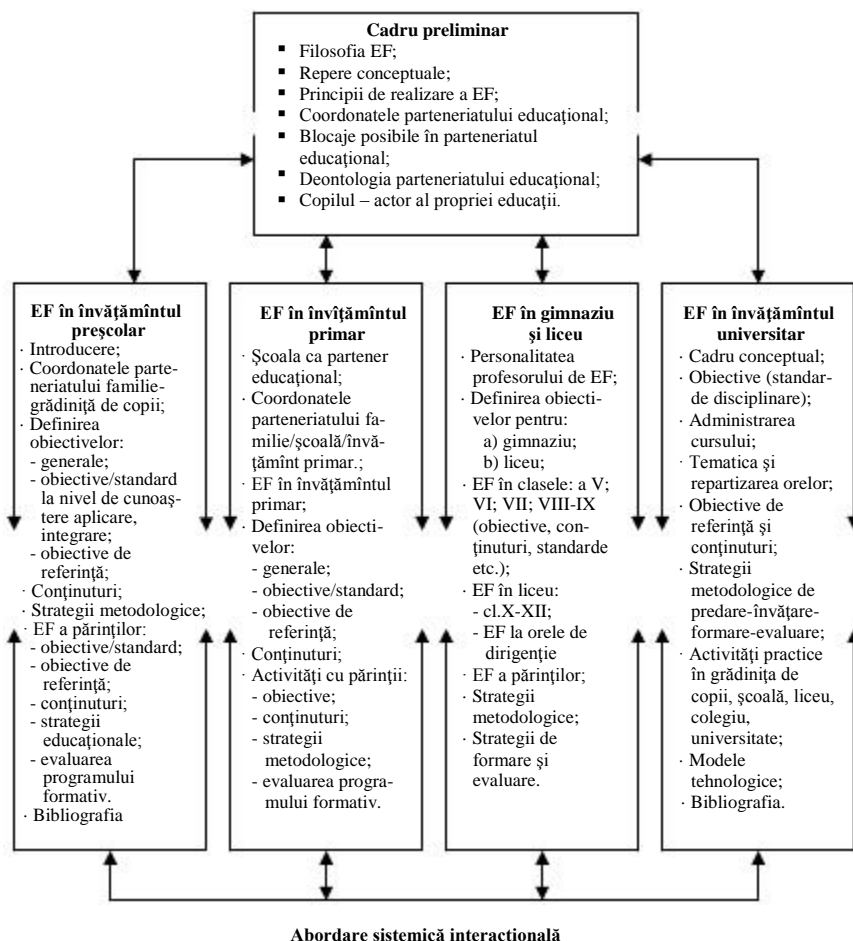 Cadru preliminar
▪ Filosofia EF;
▪ Repere conceptuale;
▪ Principii de realizare a EF;
▪ Coordonatele parteneriatului educaţional;
▪ Blocaje posibile în parteneriatul
educaţional;
▪ Deontologia parteneriatului educaţional;
▪ Copilul – actor al propriei educaţii.
EF în învăţămîntul
preşcolar
· Introducere;
· Coordonatele parte-
neriatului familie-
grădiniţă de copii;
· Definirea
obiectivelor:
- generale;
- obiective/standard
la nivel de cunoaş-
tere aplicare,
integrare;
- obiective de
referinţă;
· Conţinuturi;
· Strategii metodologice;
· EF a părinţilor:
- obiective/standard;
- obiective de
referinţă;
- conţinuturi;
- strategii
educaţionale;
- evaluarea
programului
formativ.
· Bibliografia
EF în învîţămîntul
primar
· Şcoala ca partener
educaţional;
· Coordonatele
parteneriatului fa-
milie/şcoală/învă-
ţămînt primar.;
· EF în învăţămîntul
primar;
· Definirea obiecti-
velor:
- generale;
- obiective/standard;
- obiective de
referinţă;
· Conţinuturi;
· Activităţi cu părinţii:
- obiective;
- conţinuturi;
- strategii
metodologice;
- evaluarea progra-
mului formativ.
EF în gimnaziu
şi liceu
· Personalitatea
profesorului de EF;
· Definirea obiecti-
velor pentru:
a) gimnaziu;
b) liceu;
· EF în clasele: a V;
VI; VII; VIII-IX
(obiective, con-
ţinuturi, standarde
etc.);
· EF în liceu:
- cl.X-XII;
- EF la orele de
dirigenţie
· EF a părinţilor;
· Strategii
metodologice;
· Strategii de
formare şi
evaluare.
EF în învăţămîntul
universitar
· Cadru conceptual;
· Obiective (standar-
de disciplinare);
· Administrarea
cursului;
· Tematica şi
repartizarea orelor;
· Obiective de
referinţă şi
conţinuturi;
· Strategii
metodologice de
predare-învăţare-
formare-evaluare;
· Activităţi practice
în grădiniţa de
copii, şcoală, liceu,
colegiu,
universitate;
· Modele
tehnologice;
· Bibliografia.
Abordare sistemică interacţională